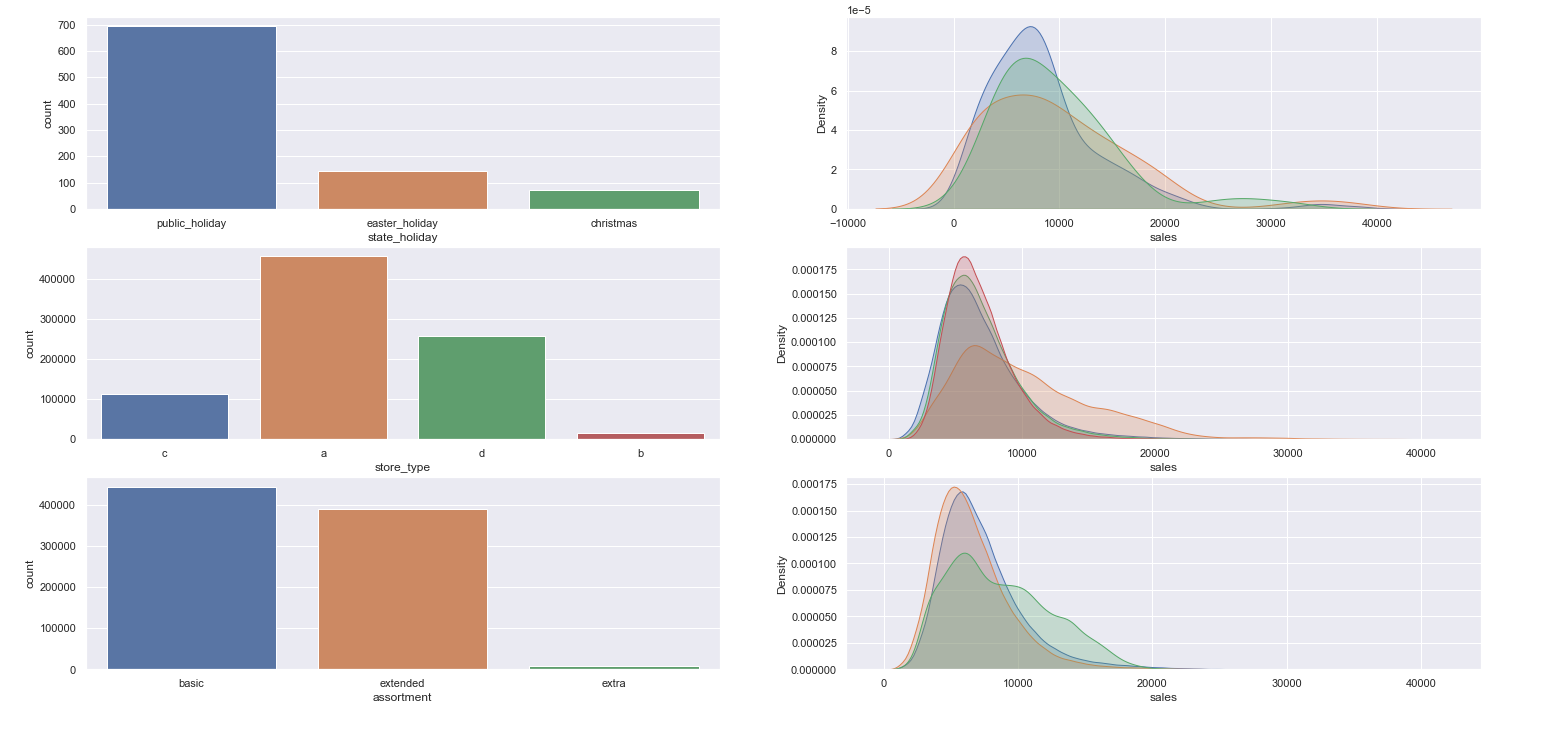 700
600
500
400
300
200
100
0
count
public_holiday easter_holiday christmas
state_holiday
1e−5
8
6
4
2
0
Density
−10000 0 10000 20000 30000 40000
sales
400000
300000
200000
100000
0
count
c a d b
store_type
0.000175
0.000150
0.000125
0.000100
0.000075
0.000050
0.000025
0.000000
Density
0 10000 20000 30000 40000
sales
400000
300000
200000
100000
0
count
basic extended extra
assortment
0.000175
0.000150
0.000125
0.000100
0.000075
0.000050
0.000025
0.000000
Density
0 10000 20000 30000 40000
sales